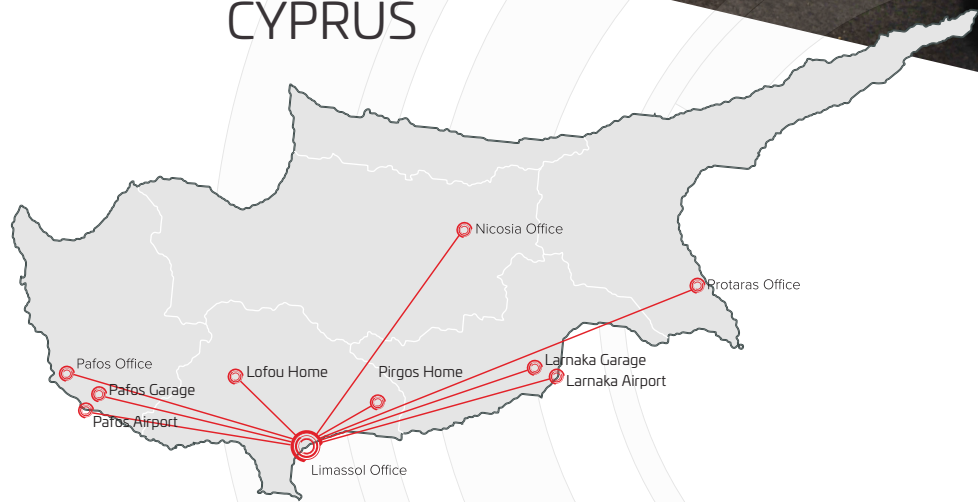 CYPRUS
Nicosia Office
Protaras Office
Pafos Office
Lofou Home
Pirgos Home
Larnaka Garage
Larnaka Airport
Pafos Garage
Pafos Airport
Limassol Office